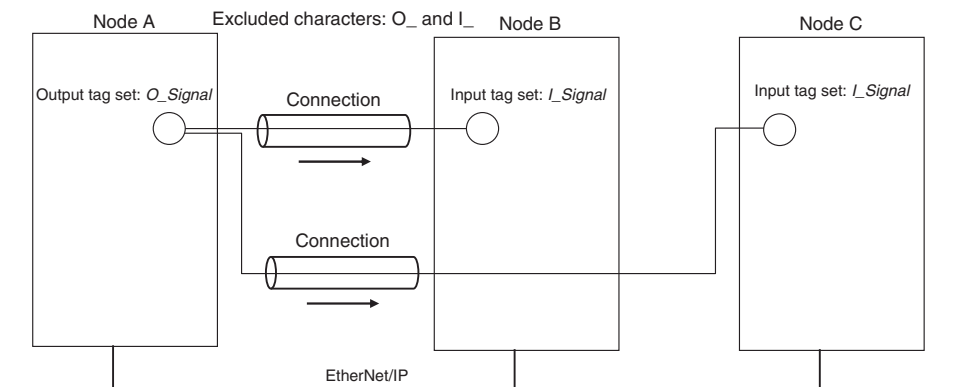 Node A
Excluded characters: O_ and I_
Node B
Node C
Output tag set: O_Signal
Connection
Input tag set: I_Signal
Input tag set: I_Signal
Connection
EtherNet/IP